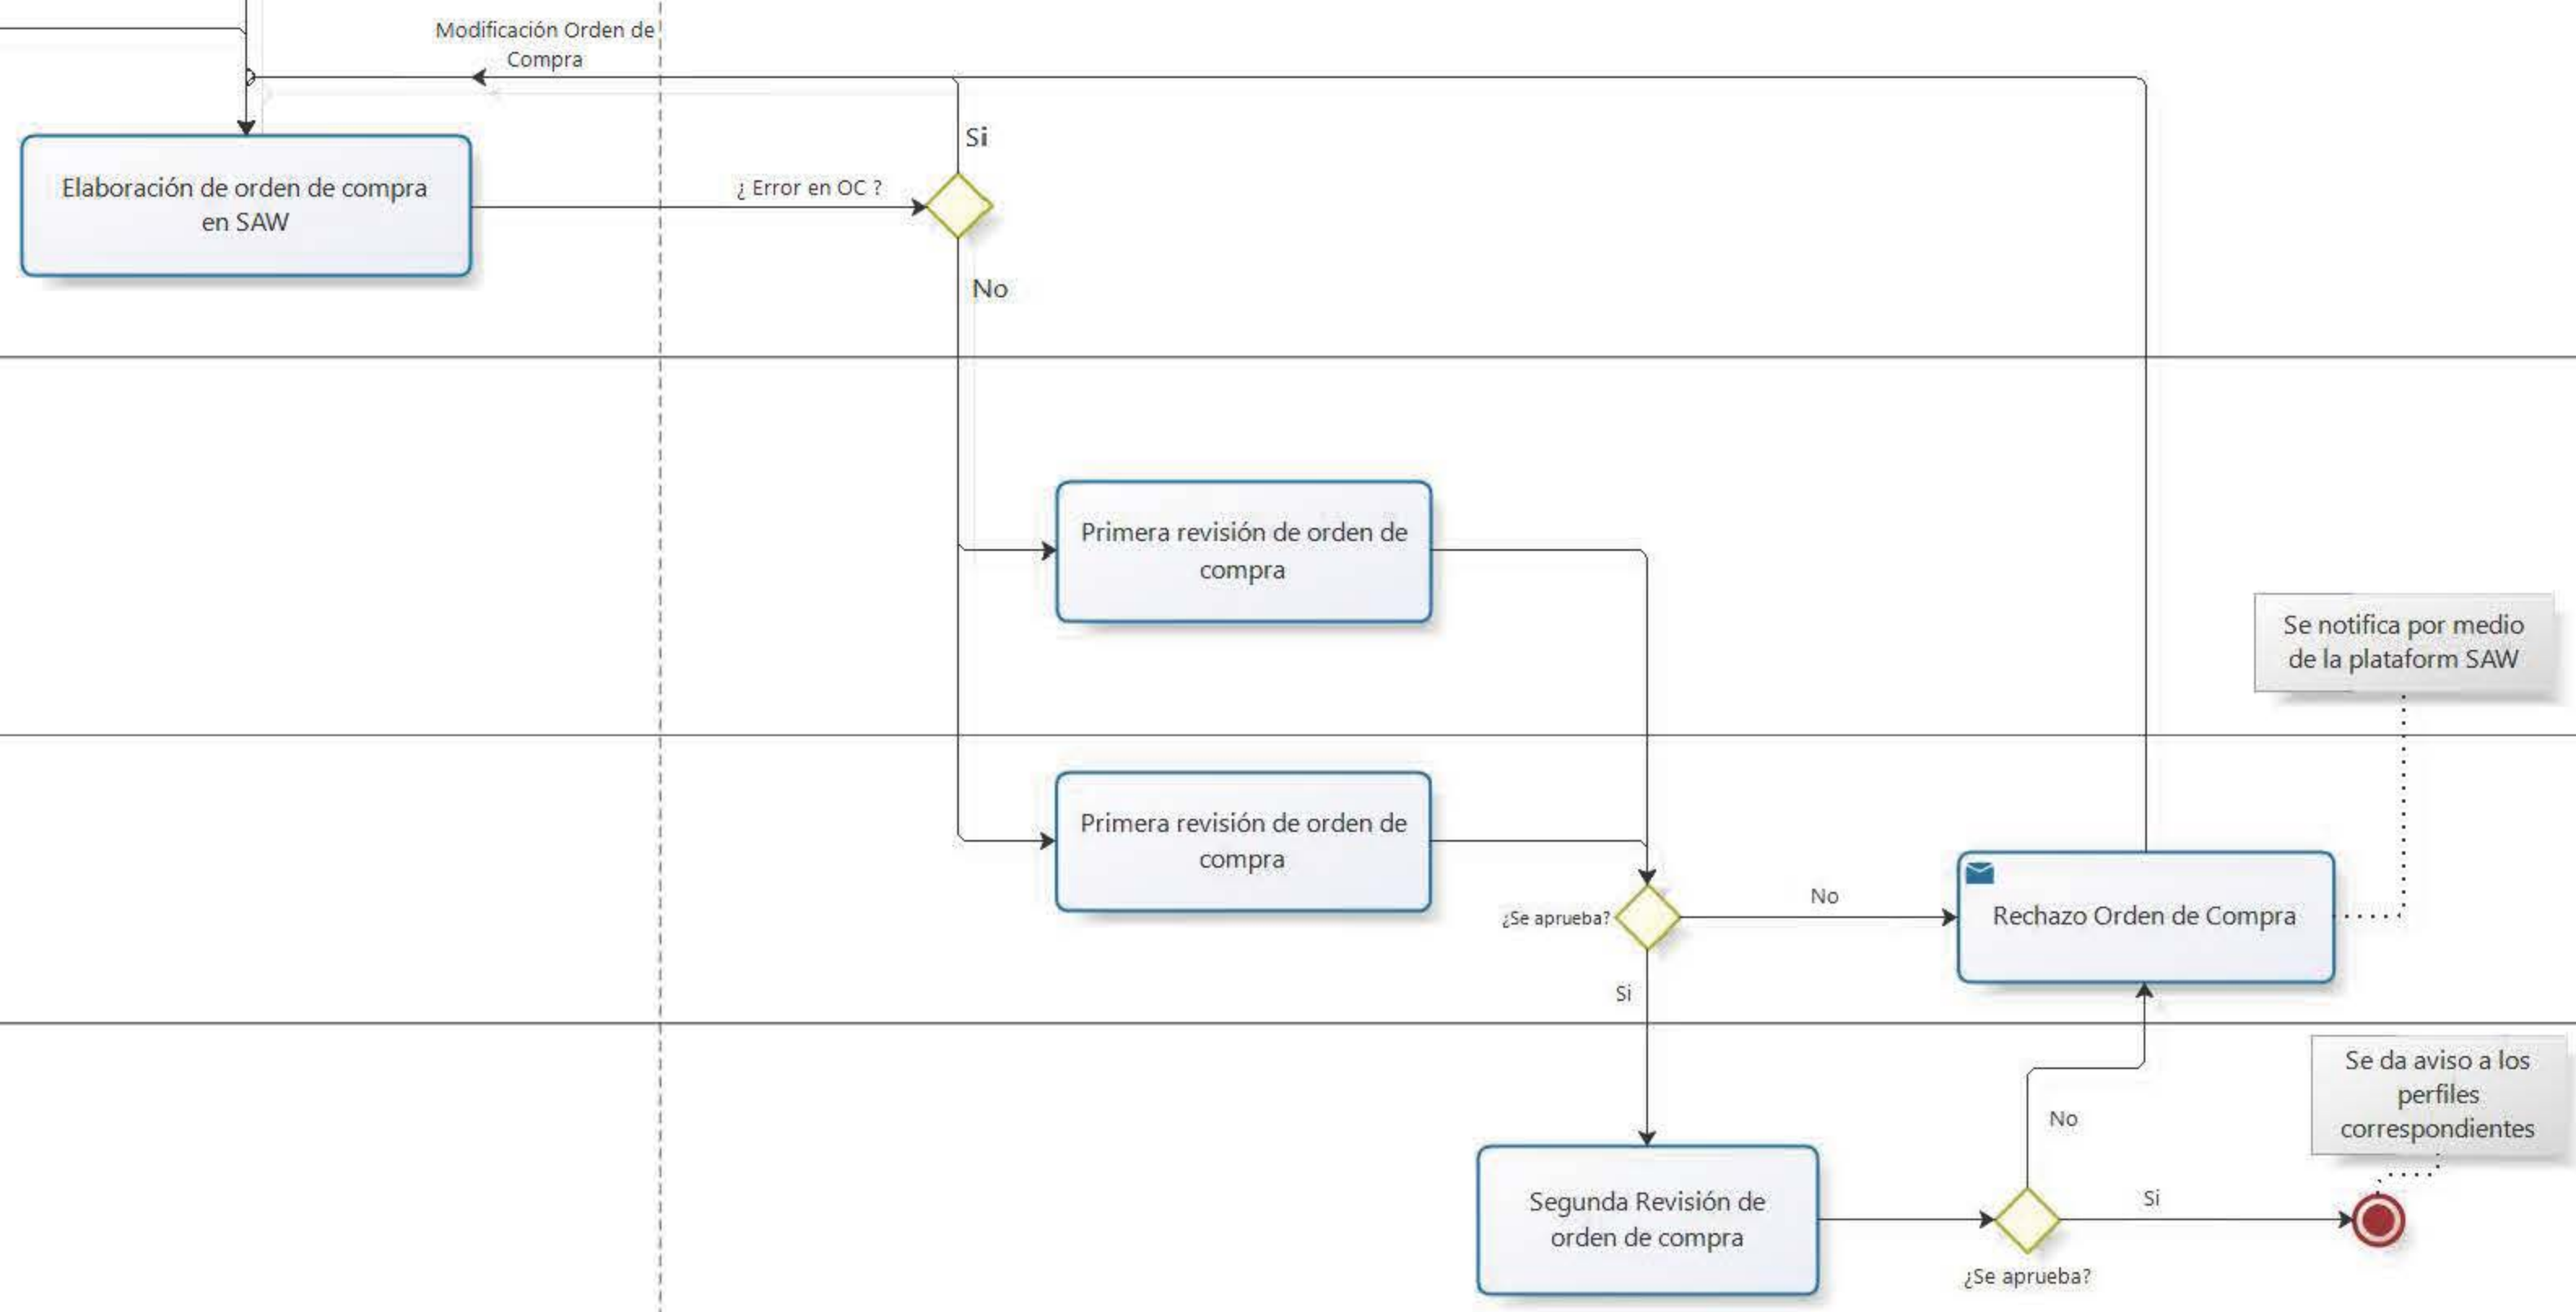 Modificación Orden de
Compra
Si
Elaboración de orden de compra
en SAW
¿ Error en OC ?
No
Primera revisión de orden de
compra
Se notifica por medio
de la plataform SAW
Primera revisión de orden de
compra
¿Se aprueba?
No
Rechazo Orden de Compra
Si
Se da aviso a los
perfiles
correspondientes
No
Segunda Revisión de
orden de compra
Si
¿Se aprueba?